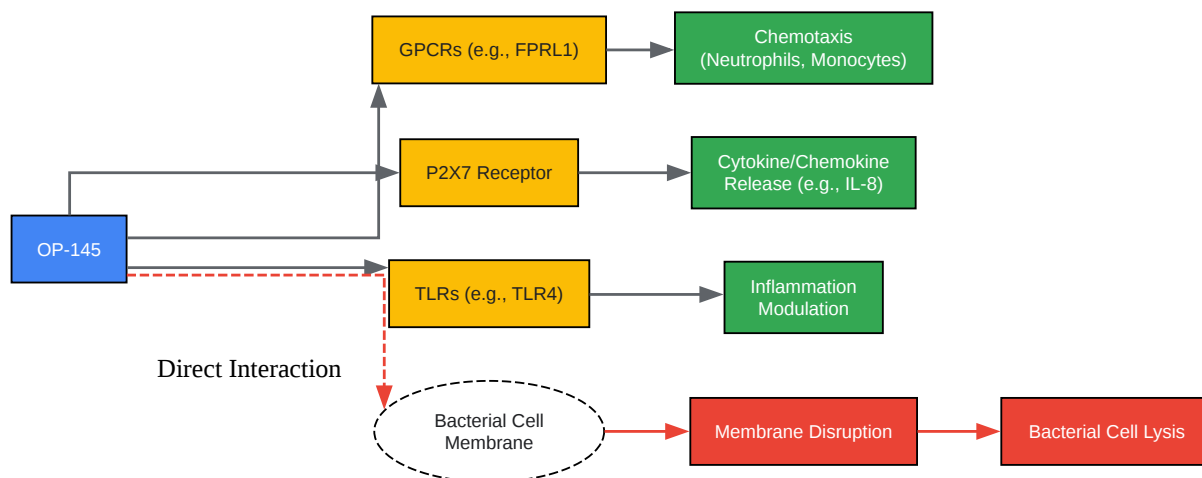 GPCRs (e.g., FPRL1)
Chemotaxis
(Neutrophils, Monocytes)
P2X7 Receptor
Cytokine/Chemokine
Release (e.g., IL-8)
OP-145
TLRs (e.g., TLR4)
Inflammation
Modulation
Direct Interaction
Bacterial Cell
Membrane
Membrane Disruption
Bacterial Cell Lysis